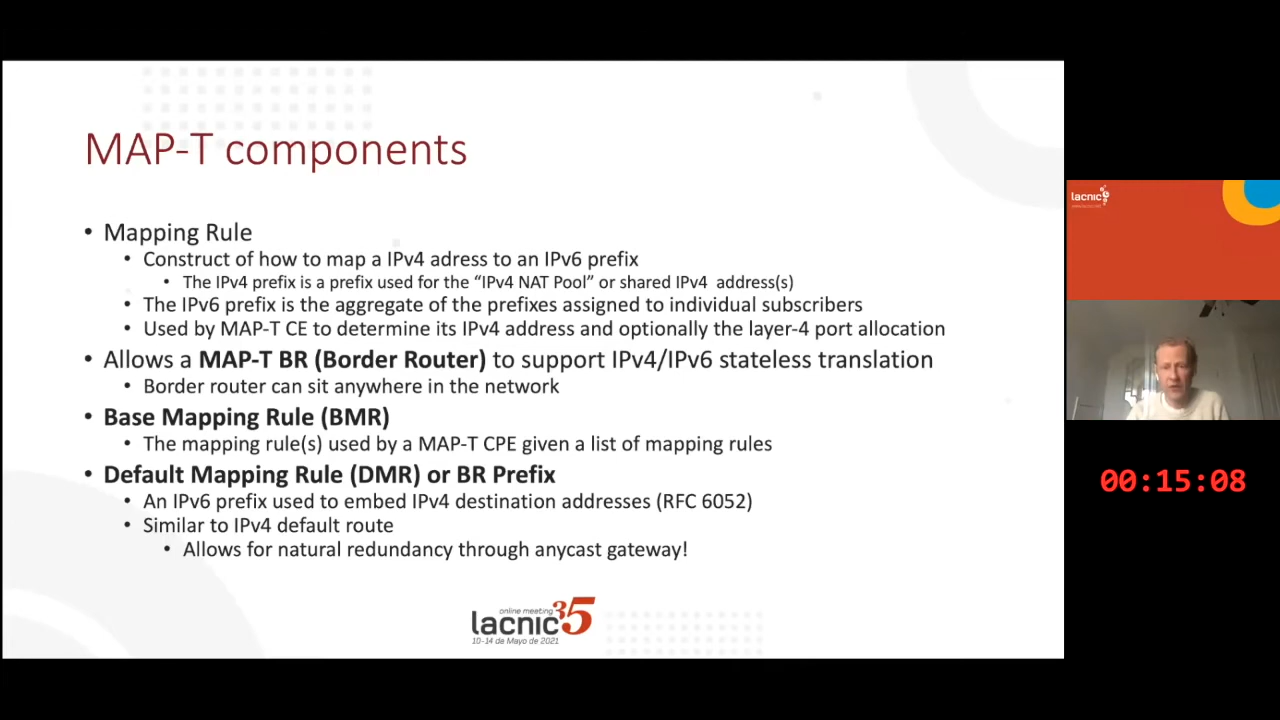 MAP-T components
• Mapping Rule
• Construct of how to map a IPv4 adress to an IPv6 prefix
• The IPv4 prefix is a prefix used for the “IPv4 NAT Pool” or shared IPv4 address(s)
• The IPv6 prefix is the aggregate of the prefixes assigned to individual subscribers
• Used by MAP-T CE to determine its IPv4 address and optionally the layer-4 port allocation
• Allows a MAP-T BR (Border Router) to support IPv4/IPv6 stateless translation
• Border router can sit anywhere in the network
• Base Mapping Rule (BMR)
• The mapping rule(s) used by a MAP-T CPE given a list of mapping rules
• Default Mapping Rule (DMR) or BR Prefix
• An IPv6 prefix used to embed IPv4 destination addresses (RFC 6052)
• Similar to IPv4 default route
• Allows for natural redundancy through anycast gateway!
online meeting
lacnic 35
10-14 de Mayo de 2021
lacnic
00:15:08